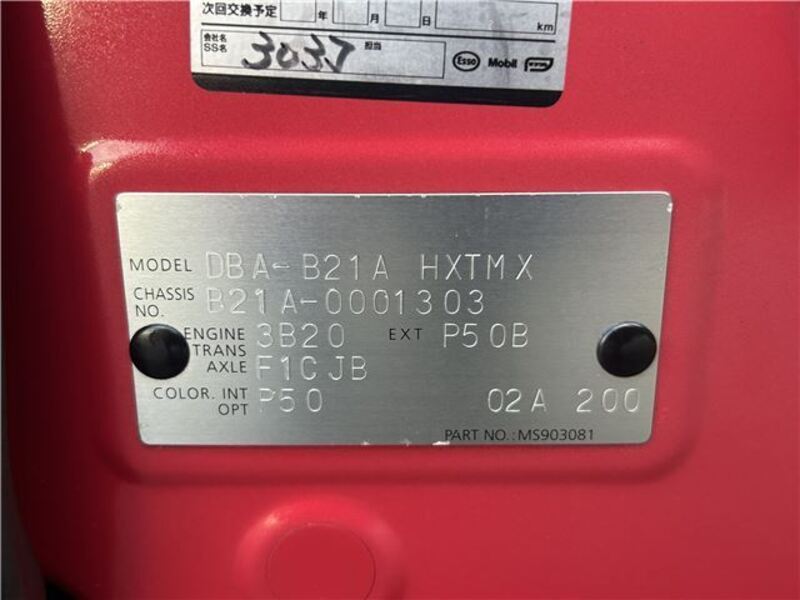 次回交換予定 年 月 日 km
会社名 SS名 3037 担当 Esso Mobil
MODEL DBA-B21A HXTMX
CHASSIS NO. B21A-0001303
ENGINE 3B20 EXT P50B
TRANS AXLE F1CJB
COLOR. INT OPT P50 02A 200
PART NO.:MS903081